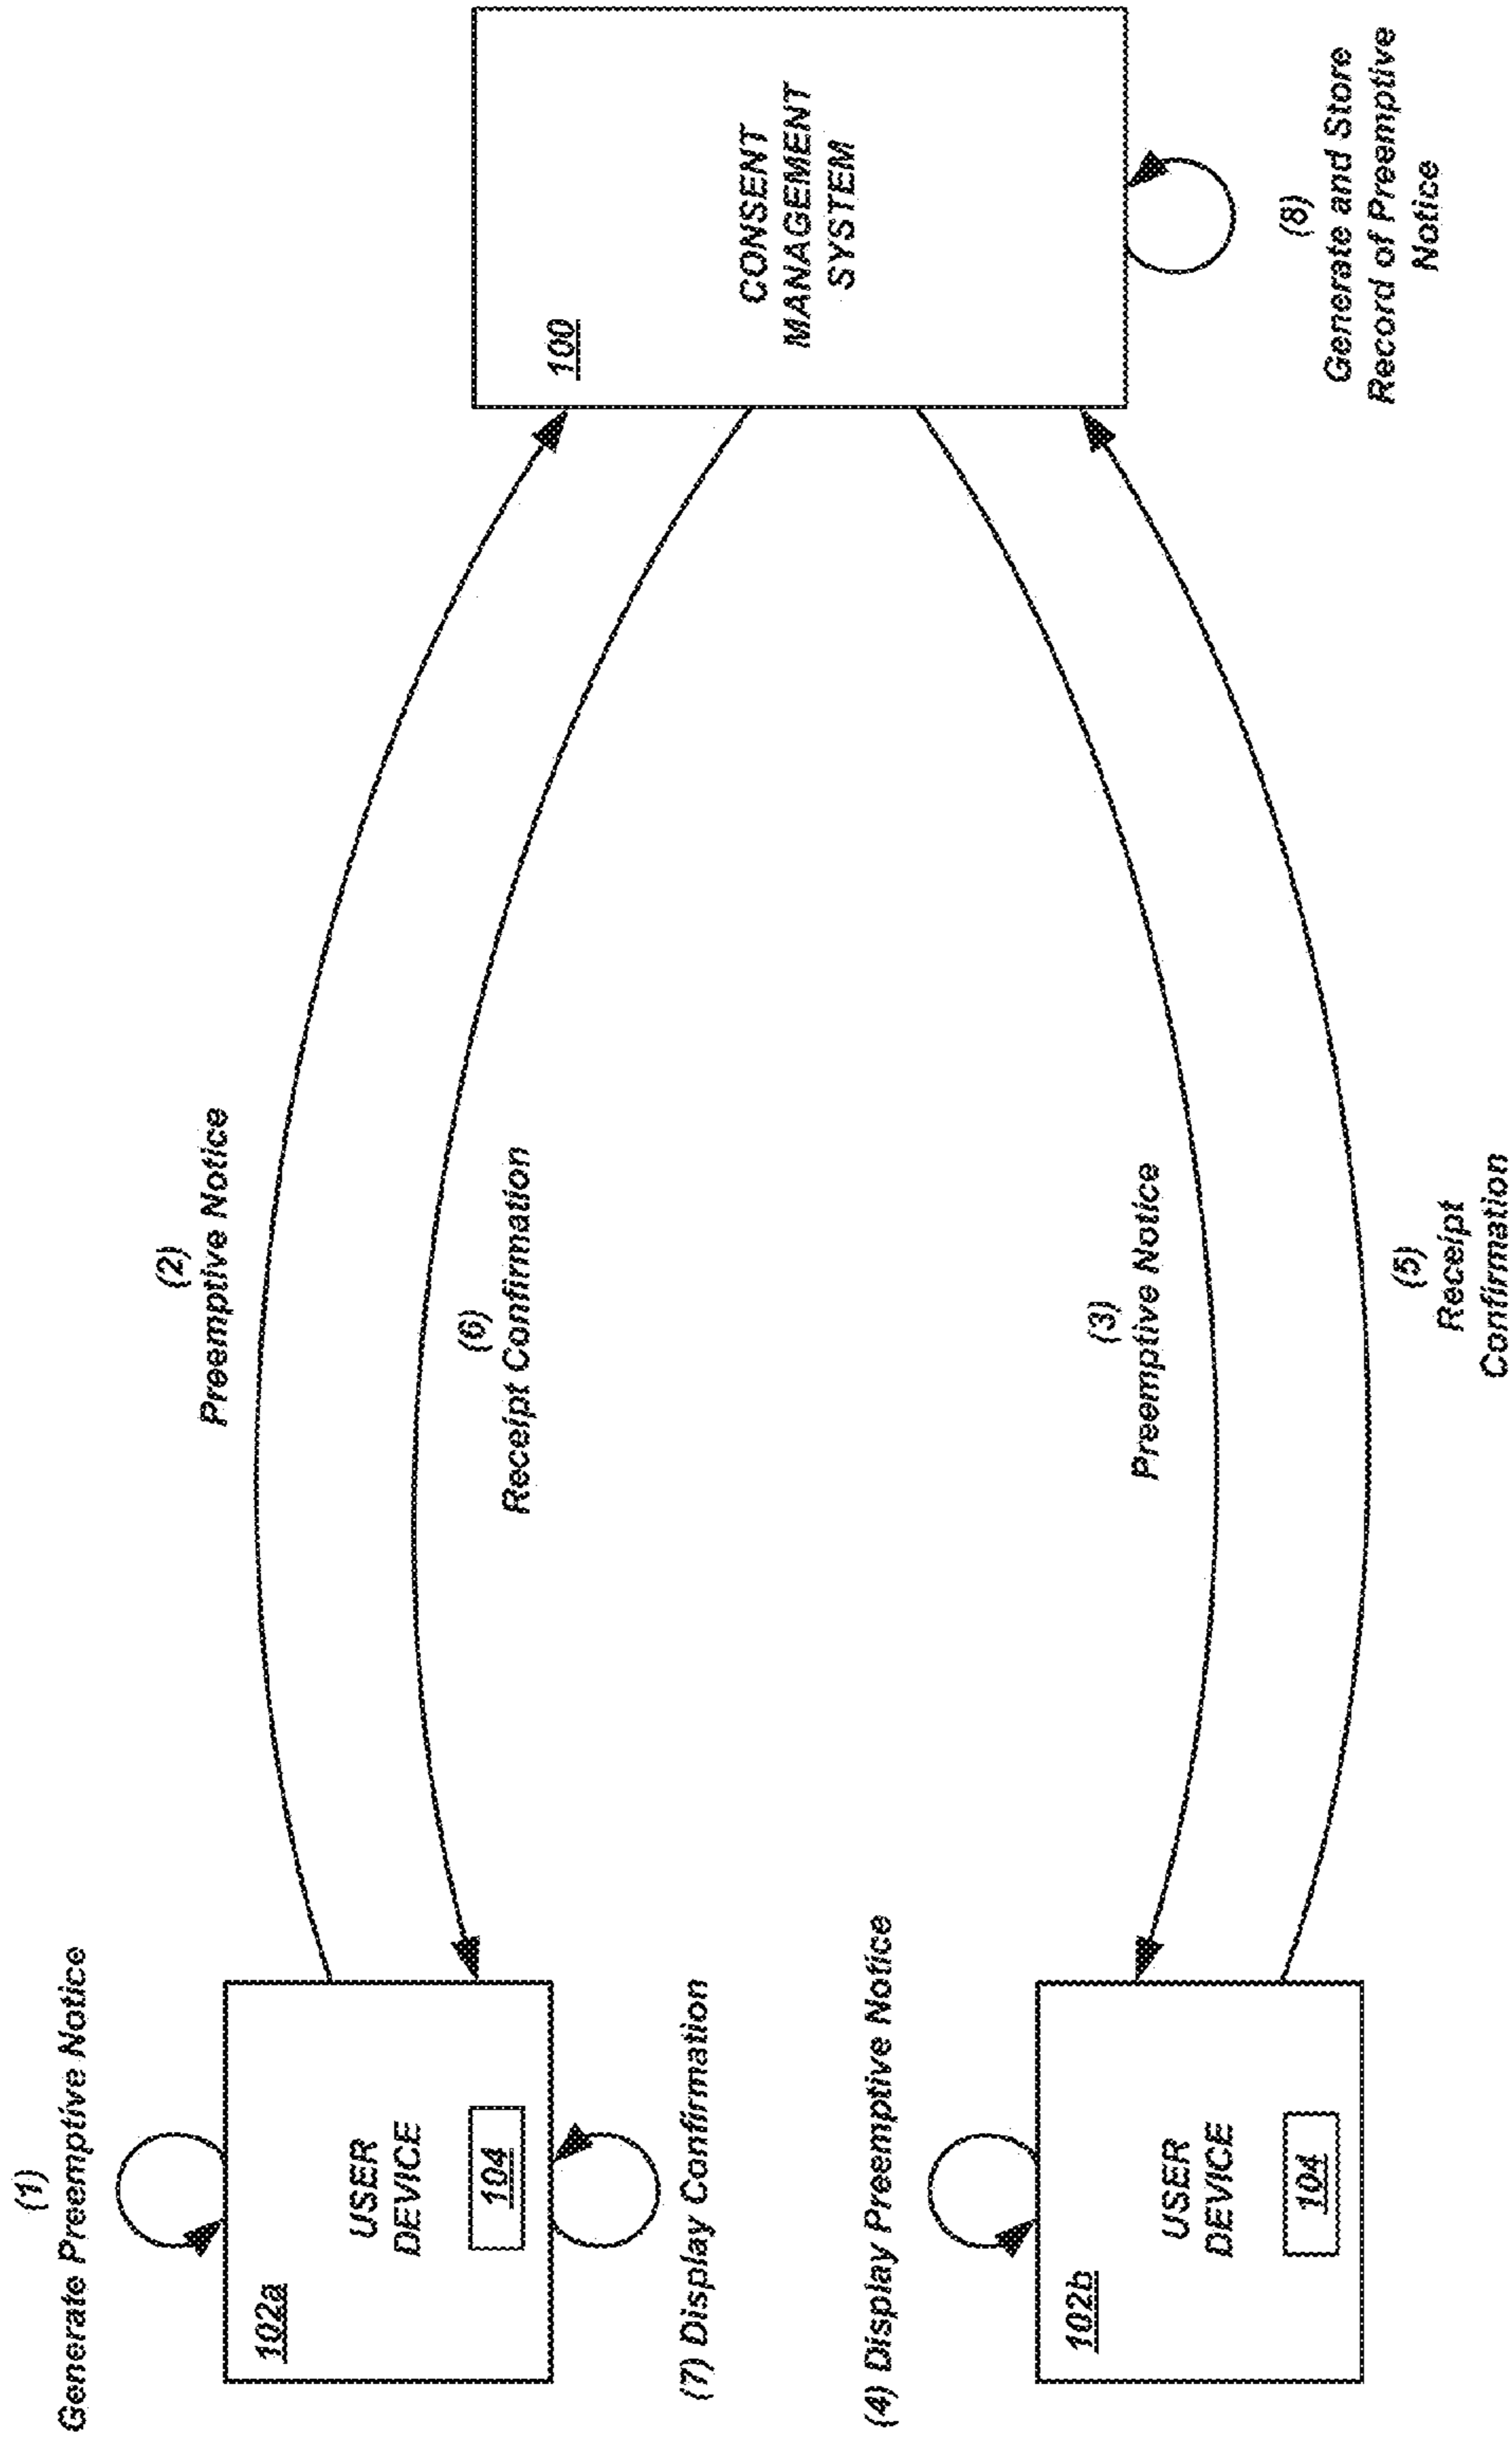 (1)
Generate Preemptive Notice
102a
USER
DEVICE
104
(7) Display Confirmation
(2)
Preemptive Notice
(6)
Receipt Confirmation
100
CONSENT
MANAGEMENT
SYSTEM
(4) Display Preemptive Notice
102b
USER
DEVICE
104
(3)
Preemptive Notice
(5)
Receipt
Confirmation
(8)
Generate and Store
Record of Preemptive
Notice